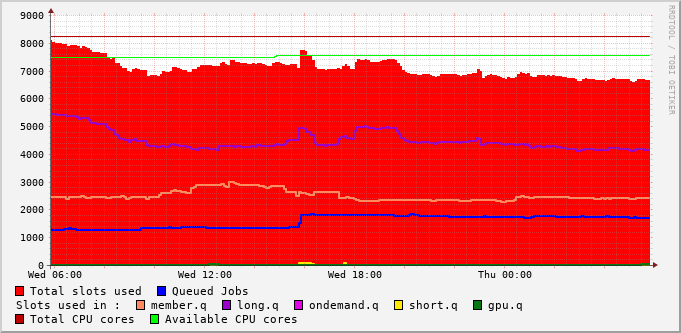 9000
8000
7000
6000
5000
4000
3000
2000
1000
0
Wed 06:00 Wed 12:00 Wed 18:00 Thu 00:00
Total slots used Queued Jobs
Slots used in : member.q long.q ondemand.q short.q gpu.q
Total CPU cores Available CPU cores
RRDTOOL / TOBI OETIKER